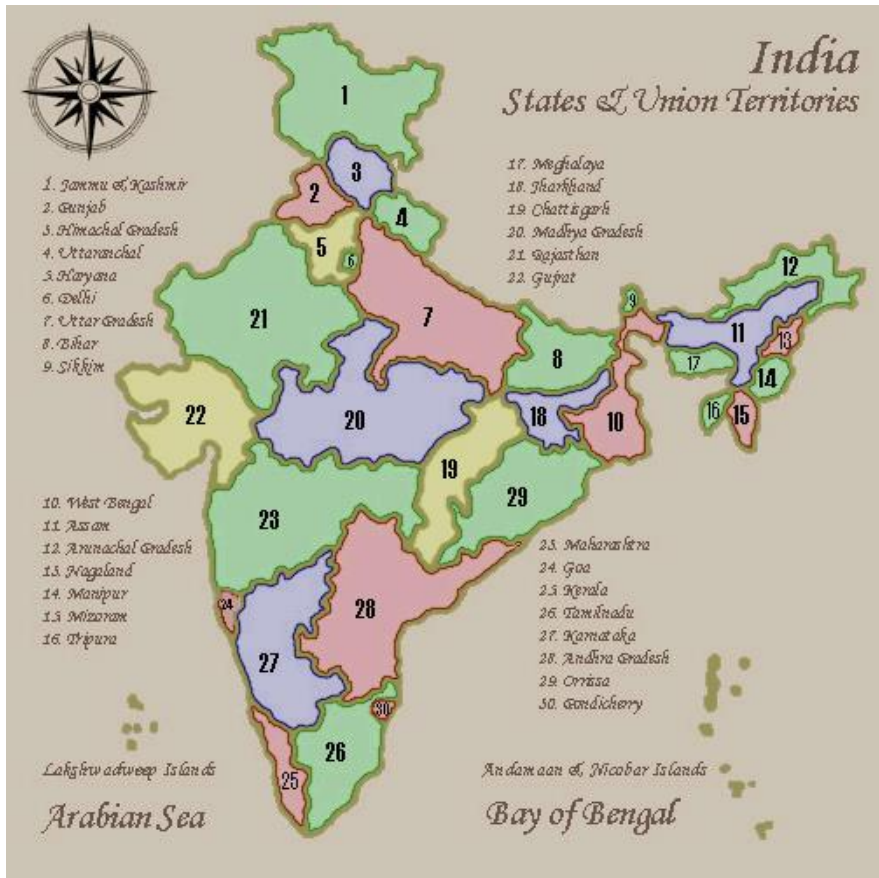 India
States & Union Territories
1. Jammu & Kashmir
2. Punjab
3. Himachal Pradesh
4. Uttaranchal
5. Haryana
6. Delhi
7. Uttar Pradesh
8. Bihar
9. Sikkim
17. Meghalaya
18. Jharkhand
19. Chattisgarh
20. Madhya Pradesh
21. Rajasthan
22. Gujrat
1
3
2
4
5
6
12
9
21
7
11
13
8
17
14
22
20
18
10
16
15
19
29
23
10. West Bengal
11. Assam
12. Arunachal Pradesh
13. Nagaland
14. Manipur
15. Mizoram
16. Tripura
23. Maharashtra
24. Goa
25. Kerala
26. Tamilnadu
27. Karnataka
28. Andhra Pradesh
29. Orrissa
30. Pondicherry
24
28
27
30
26
25
Lakshwadweep Islands
Arabian Sea
Andamaan & Nicobar Islands
Bay of Bengal